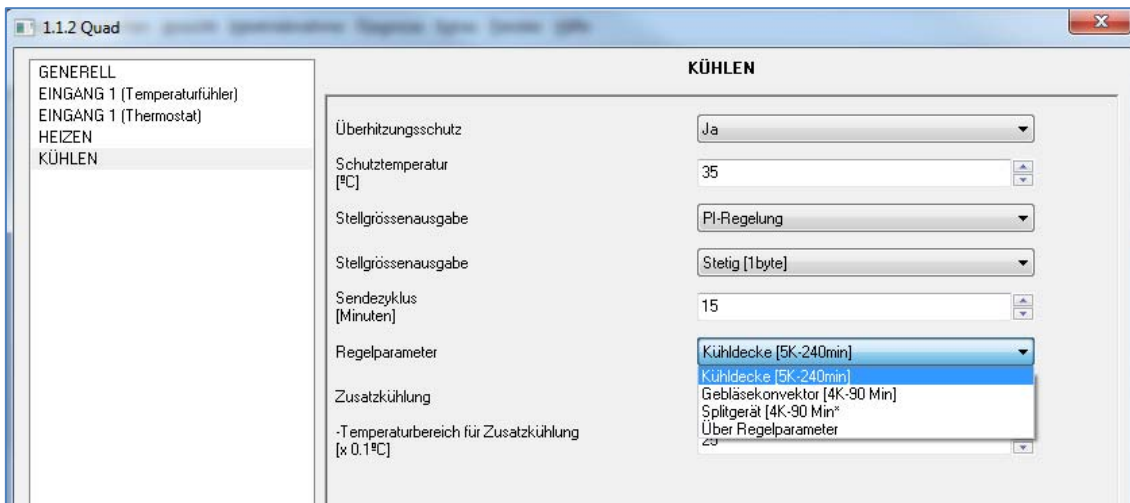 1.1.2 Quad
GENERELL
EINGANG 1 (Temperaturfühler)
EINGANG 1 (Thermostat)
HEIZEN
KÜHLEN
KÜHLEN
Überhitzungsschutz
Ja
Schutztemperatur
[ºC]
35
Stellgrössenausgabe
PI-Regelung
Stellgrössenausgabe
Stetig [1byte]
Sendezyklus
[Minuten]
15
Regelparameter
Kühldecke [5K-240min]
Kühldecke [5K-240min]
Gebläsekonvektor [4K-90 Min]
Splitgerät [4K-90 Min*
Über Regelparameter
Zusatzkühlung
-Temperaturbereich für Zusatzkühlung
[x 0.1ºC]